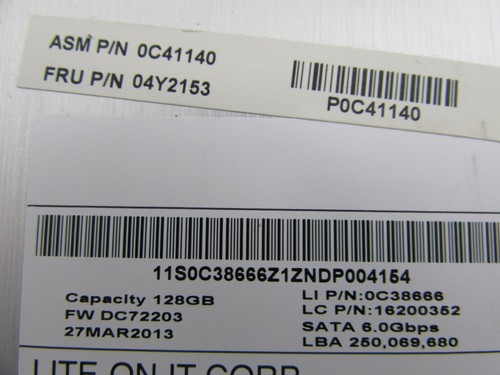 ASM P/N 0C41140
FRU P/N 04Y2153
P0C41140
11S0C38666Z1ZNDP004154
Capacity 128GB
LI P/N:0C38666
FW DC72203
LC P/N:16200352
27MAR2013
SATA 6.0Gbps
LBA 250,069,680
LITE-ON IT CORP